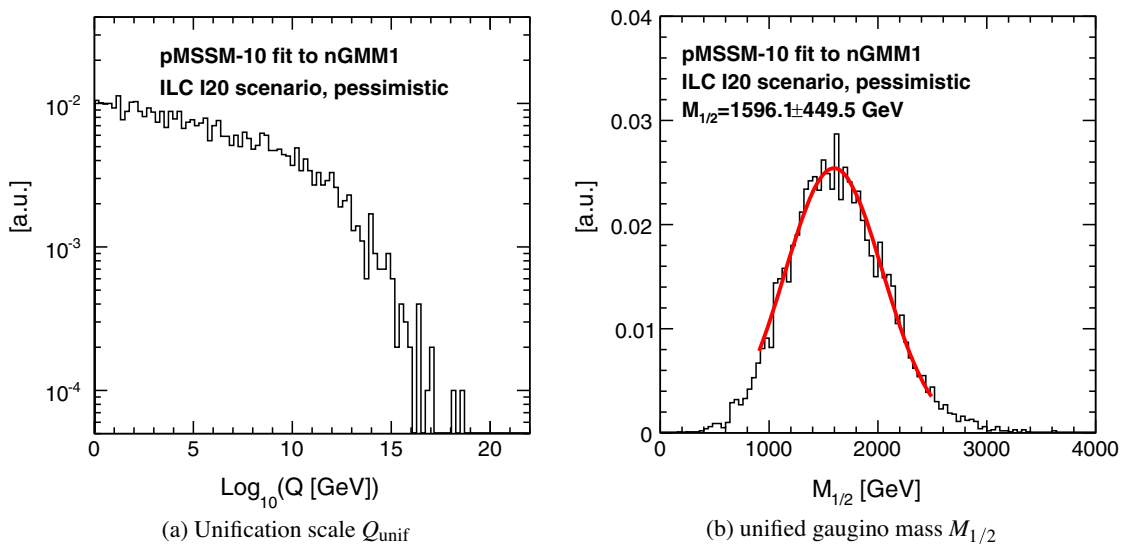 pMSSM-10 fit to nGMM1
ILC I20 scenario, pessimistic
10⁻²
10⁻³
10⁻⁴
[a.u.]
0 5 10 15 20
Log₁₀(Q [GeV])
(a) Unification scale Q_unif
pMSSM-10 fit to nGMM1
ILC I20 scenario, pessimistic
M₁/₂=1596.1±449.5 GeV
0.04
0.03
0.02
0.01
0
[a.u.]
0 1000 2000 3000 4000
M₁/₂ [GeV]
(b) unified gaugino mass M₁/₂